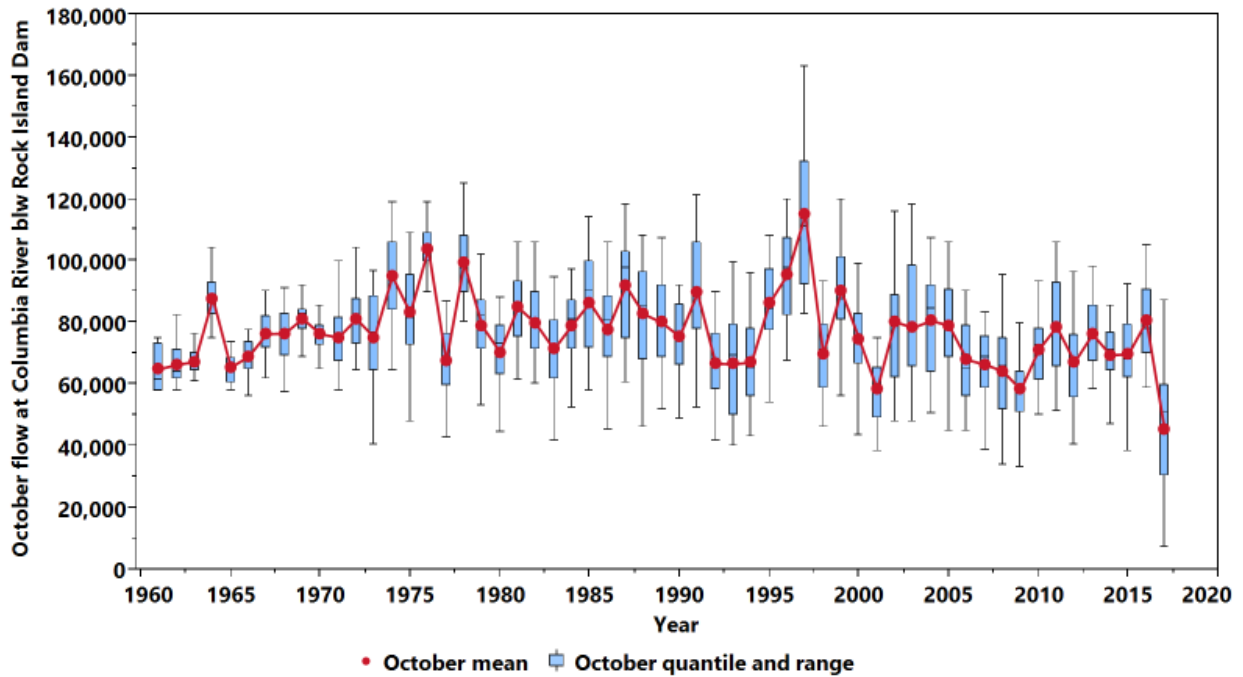 October flow at Columbia River blw Rock Island Dam
180,000
160,000
140,000
120,000
100,000
80,000
60,000
40,000
20,000
0
1960 1965 1970 1975 1980 1985 1990 1995 2000 2005 2010 2015 2020
Year
October mean October quantile and range